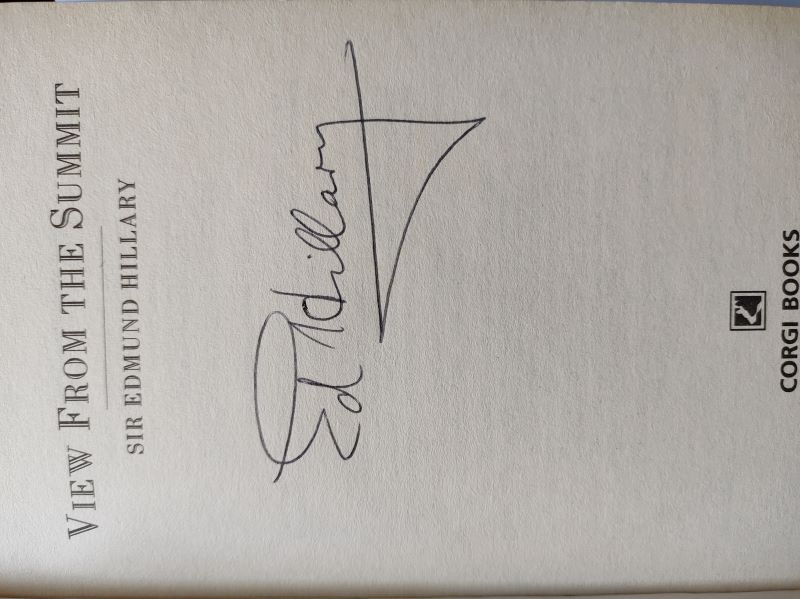 VIEW FROM THE SUMMIT
SIR EDMUND HILLARY
Ed Hillary
CORGI BOOKS